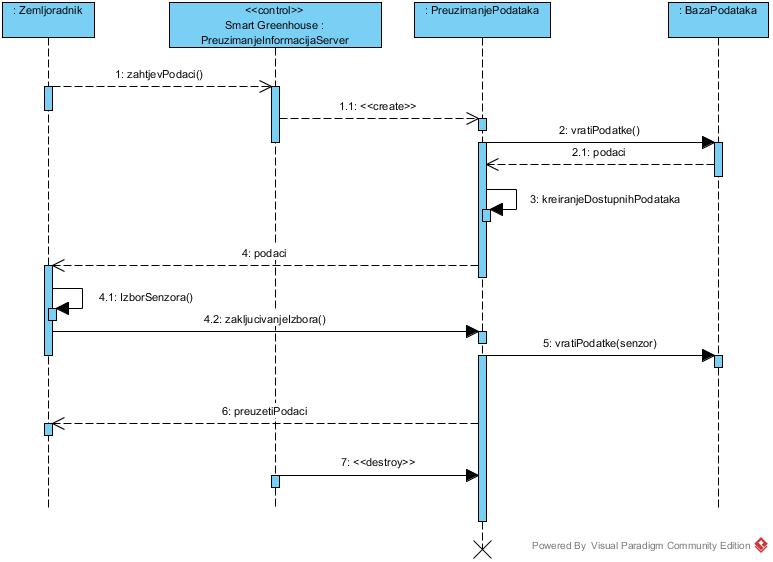 : Zemljoradnik
<<control>>
Smart Greenhouse :
PreuzimanjeInformacijaServer
: PreuzimanjePodataka
: BazaPodataka
1: zahtjevPodaci()
1.1: <<create>>
2: vratiPodatke()
2.1: podaci
3: kreiranjeDostupnihPodataka
4: podaci
4.1: IzborSenzora()
4.2: zakljucivanjeIzbora()
5: vratiPodatke(senzor)
6: preuzetiPodaci
7: <<destroy>>
Powered By Visual Paradigm Community Edition